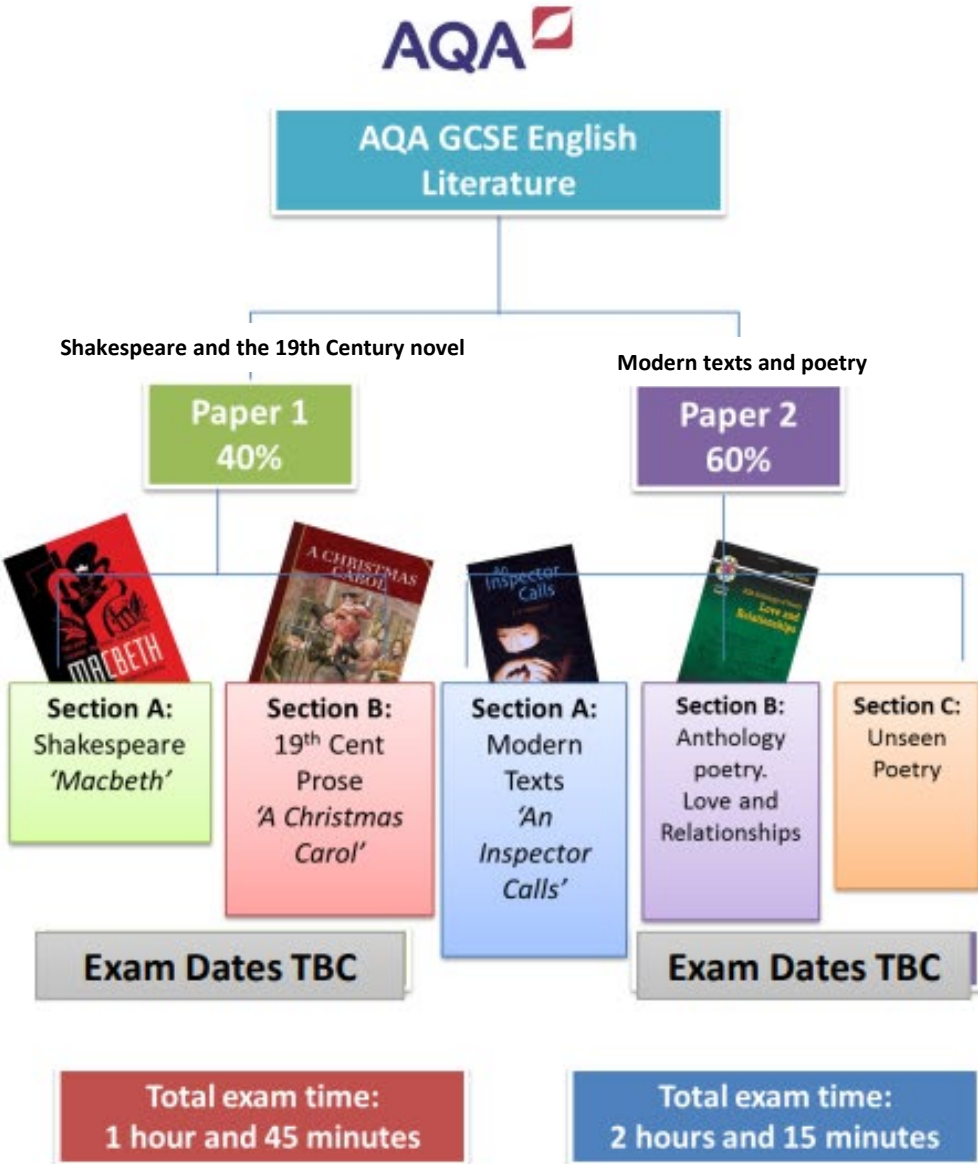 AQA
AQA GCSE English
Literature
Shakespeare and the 19th Century novel
Modern texts and poetry
Paper 1
40%
Paper 2
60%
MACBETH
A CHRISTMAS
CAROL
An
Inspector
Calls
Love and
Relationships
Section A:
Shakespeare
‘Macbeth’
Section B:
19th Cent
Prose
‘A Christmas
Carol’
Section A:
Modern
Texts
‘An
Inspector
Calls’
Section B:
Anthology
poetry.
Love and
Relationships
Section C:
Unseen
Poetry
Exam Dates TBC
Exam Dates TBC
Total exam time:
1 hour and 45 minutes
Total exam time:
2 hours and 15 minutes